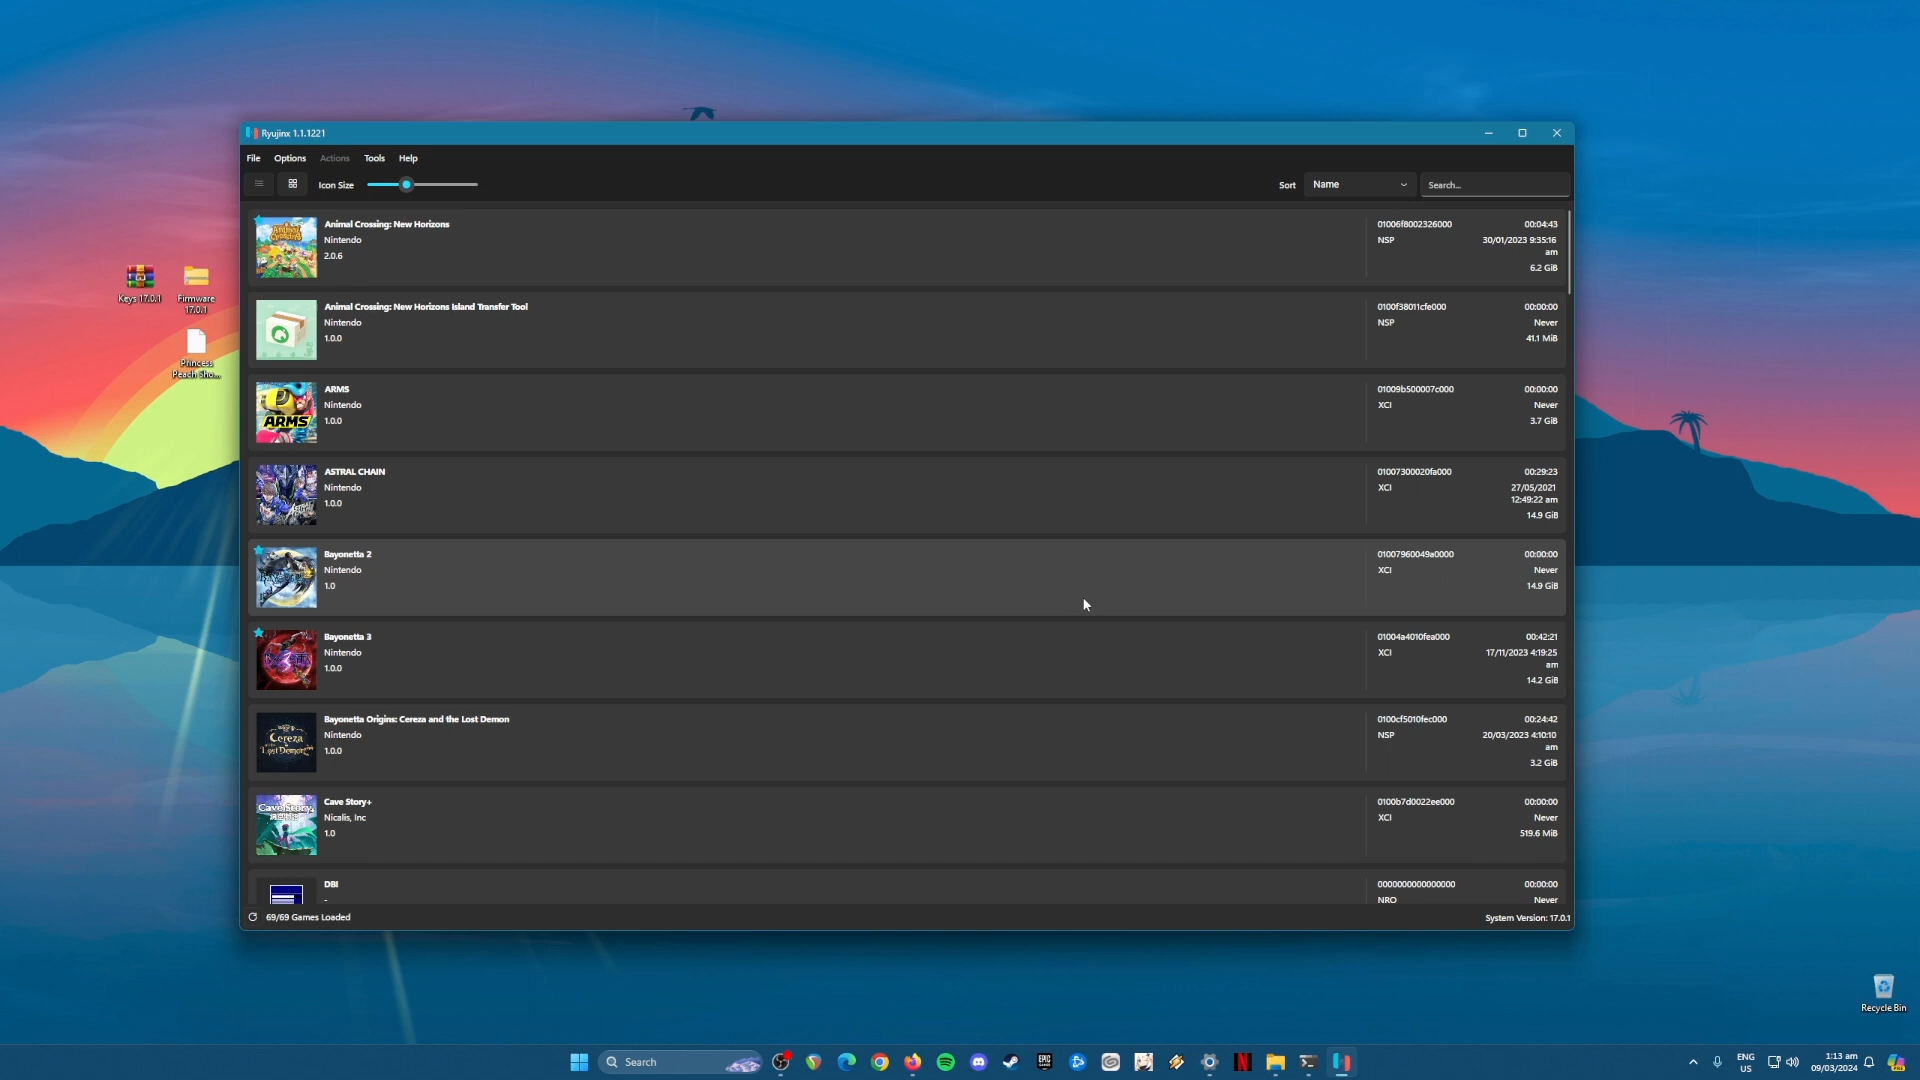 Ryujinx 1.1.1221
File Options Actions Tools Help
Icon Size
Sort Name Search...
Animal Crossing: New Horizons
Nintendo
2.0.6
01006f8002326000 00:04:43
NSP 30/01/2023 9:35:16
am
6.2 GiB
Animal Crossing: New Horizons Island Transfer Tool
Nintendo
1.0.0
0100f38011cfe000 00:00:00
NSP Never
41.1 MiB
ARMS
Nintendo
1.0.0
01009b500007c000 00:00:00
XCI Never
3.7 GiB
ARMS
ASTRAL CHAIN
Nintendo
1.0.0
01007300020fa000 00:29:23
XCI 27/05/2021
12:49:22 am
14.9 GiB
Bayonetta 2
Nintendo
1.0
01007960049a0000 00:00:00
XCI Never
14.9 GiB
Bayonetta 3
Nintendo
1.0.0
01004a4010fea000 00:42:21
XCI 17/11/2023 4:19:25
am
14.2 GiB
Bayonetta Origins: Cereza and the Lost Demon
Nintendo
1.0.0
0100cf5010fec000 00:24:42
NSP 20/03/2023 4:10:10
am
3.2 GiB
Cereza
Lost Demon
Cave Story+
Nicalis, Inc
1.0
0100b7d0022ee000 00:00:00
XCI Never
519.6 MiB
Cave Story+
DBI
-
0000000000000000 00:00:00
NRO Never
69/69 Games Loaded
System Version: 17.0.1
Keys 17.0.1
Firmware
17.0.1
Princess
Peach Sho...
Recycle Bin
Search
EPIC
ENG
US
1:13 am
09/03/2024